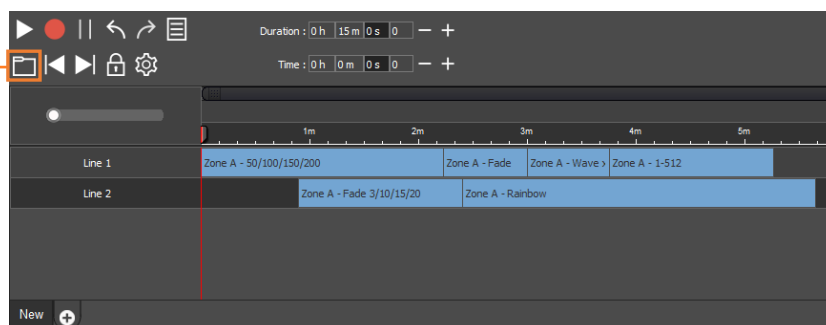 Duration : 0 h 15 m 0 s 0
Time : 0 h 0 m 0 s 0
1m 2m 3m 4m 5m
Line 1 Zone A - 50/100/150/200 Zone A - Fade Zone A - Wave Zone A - 1-512
Line 2 Zone A - Fade 3/10/15/20 Zone A - Rainbow
New